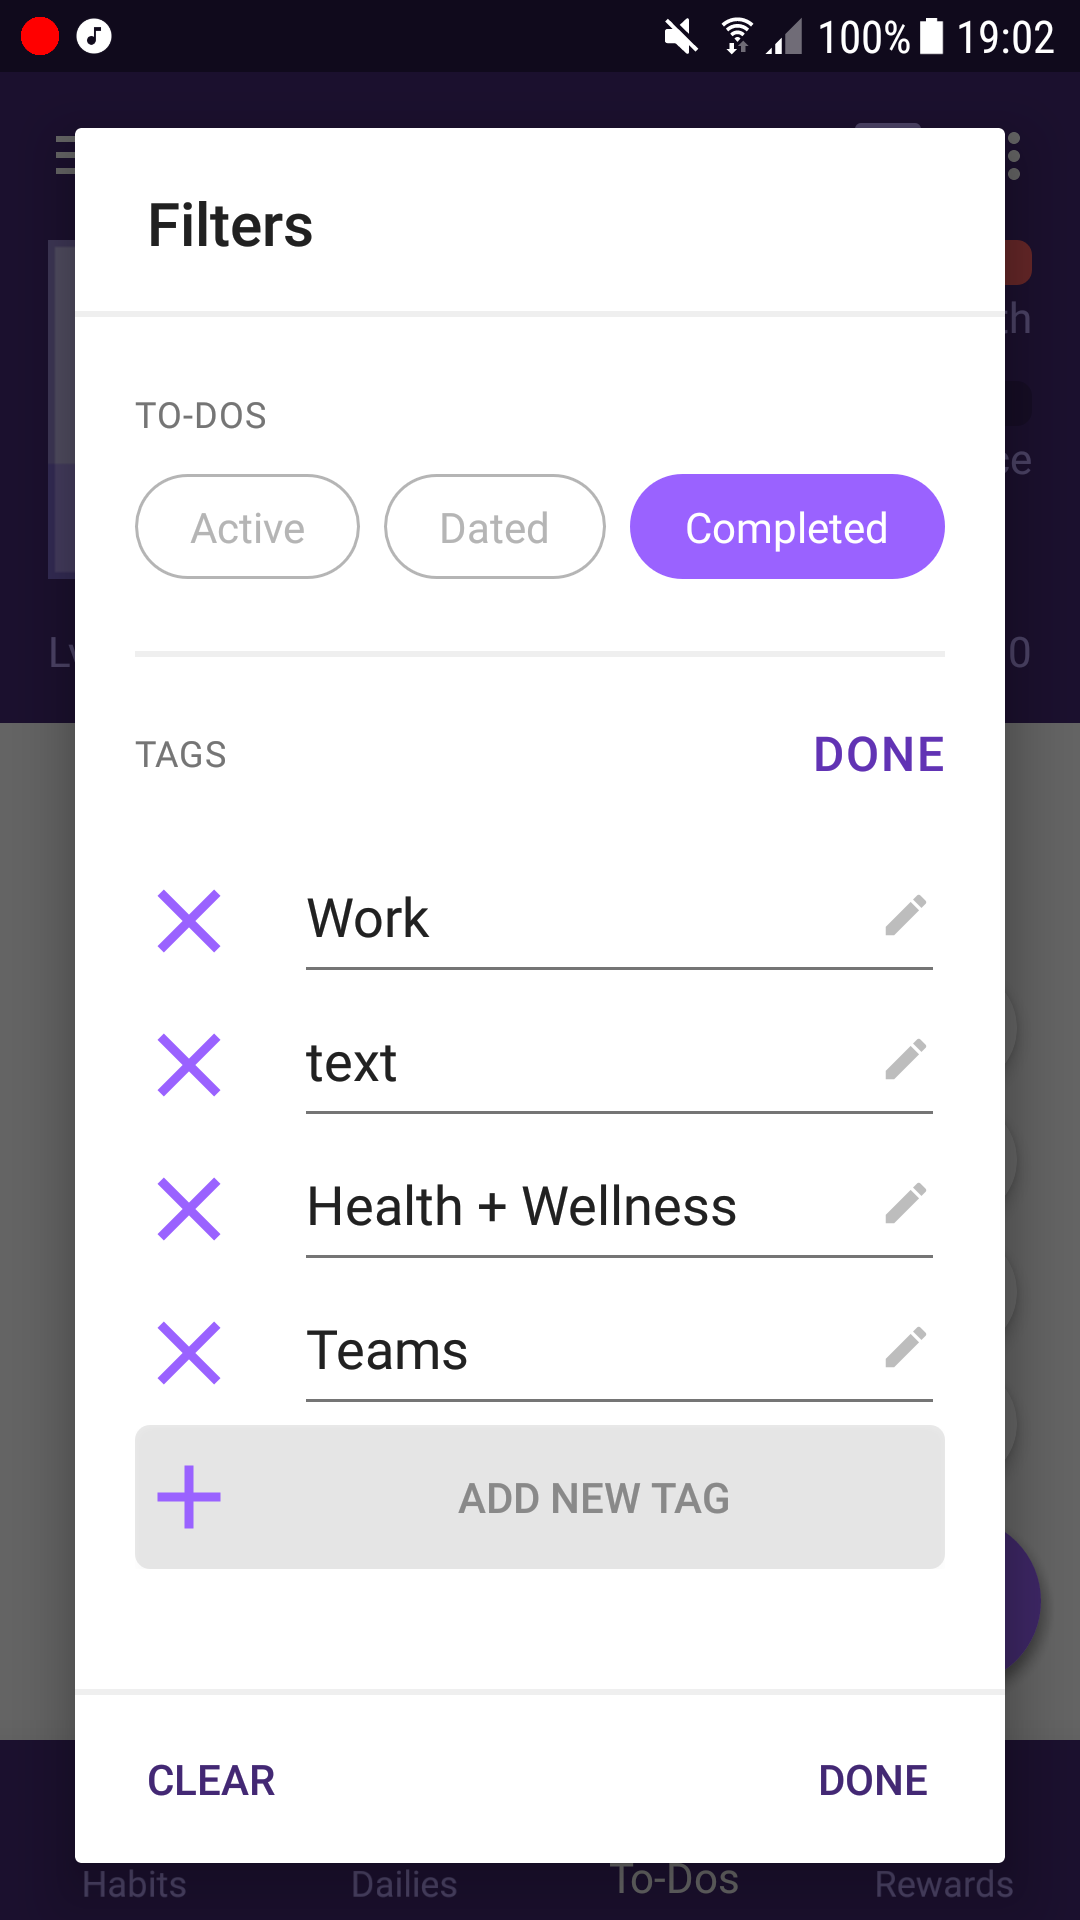 100% 19:02
Filters
TO-DOS
Active Dated Completed
TAGS DONE
Work
text
Health + Wellness
Teams
ADD NEW TAG
CLEAR DONE
Habits Dailies To-Dos Rewards